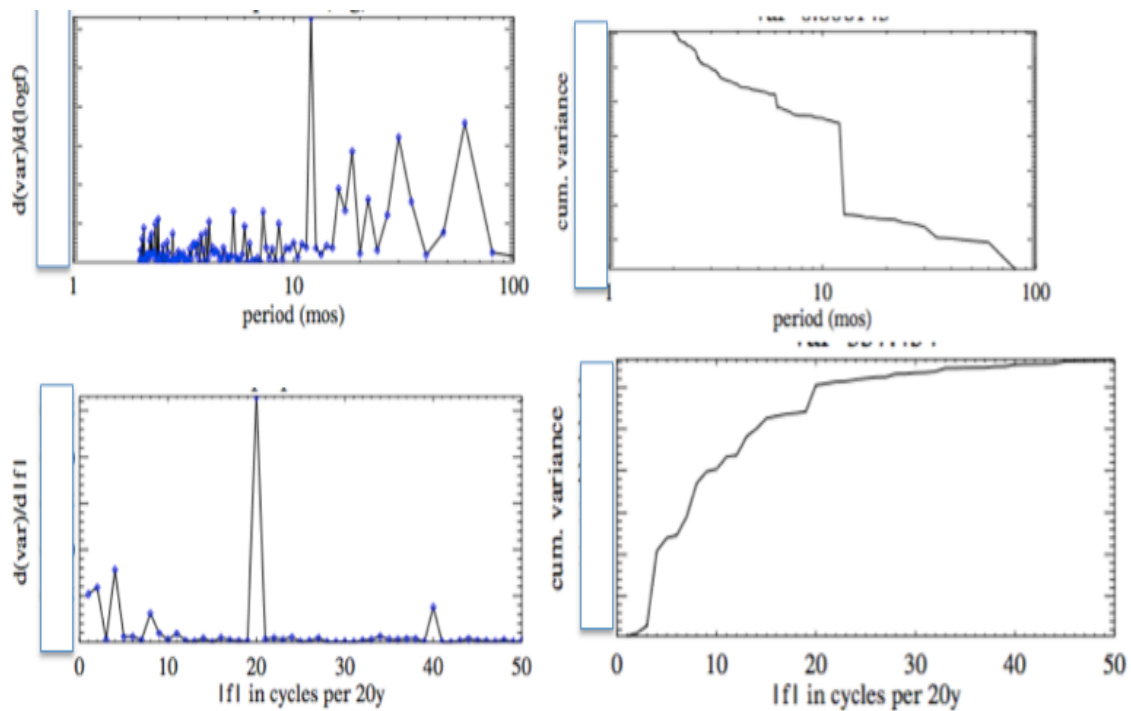 d(var)/d(logf)
1 10 100
period (mos)
cum. variance
1 10 100
period (mos)
d(var)/d|f|
0 10 20 30 40 50
|f| in cycles per 20y
cum. variance
0 10 20 30 40 50
|f| in cycles per 20y